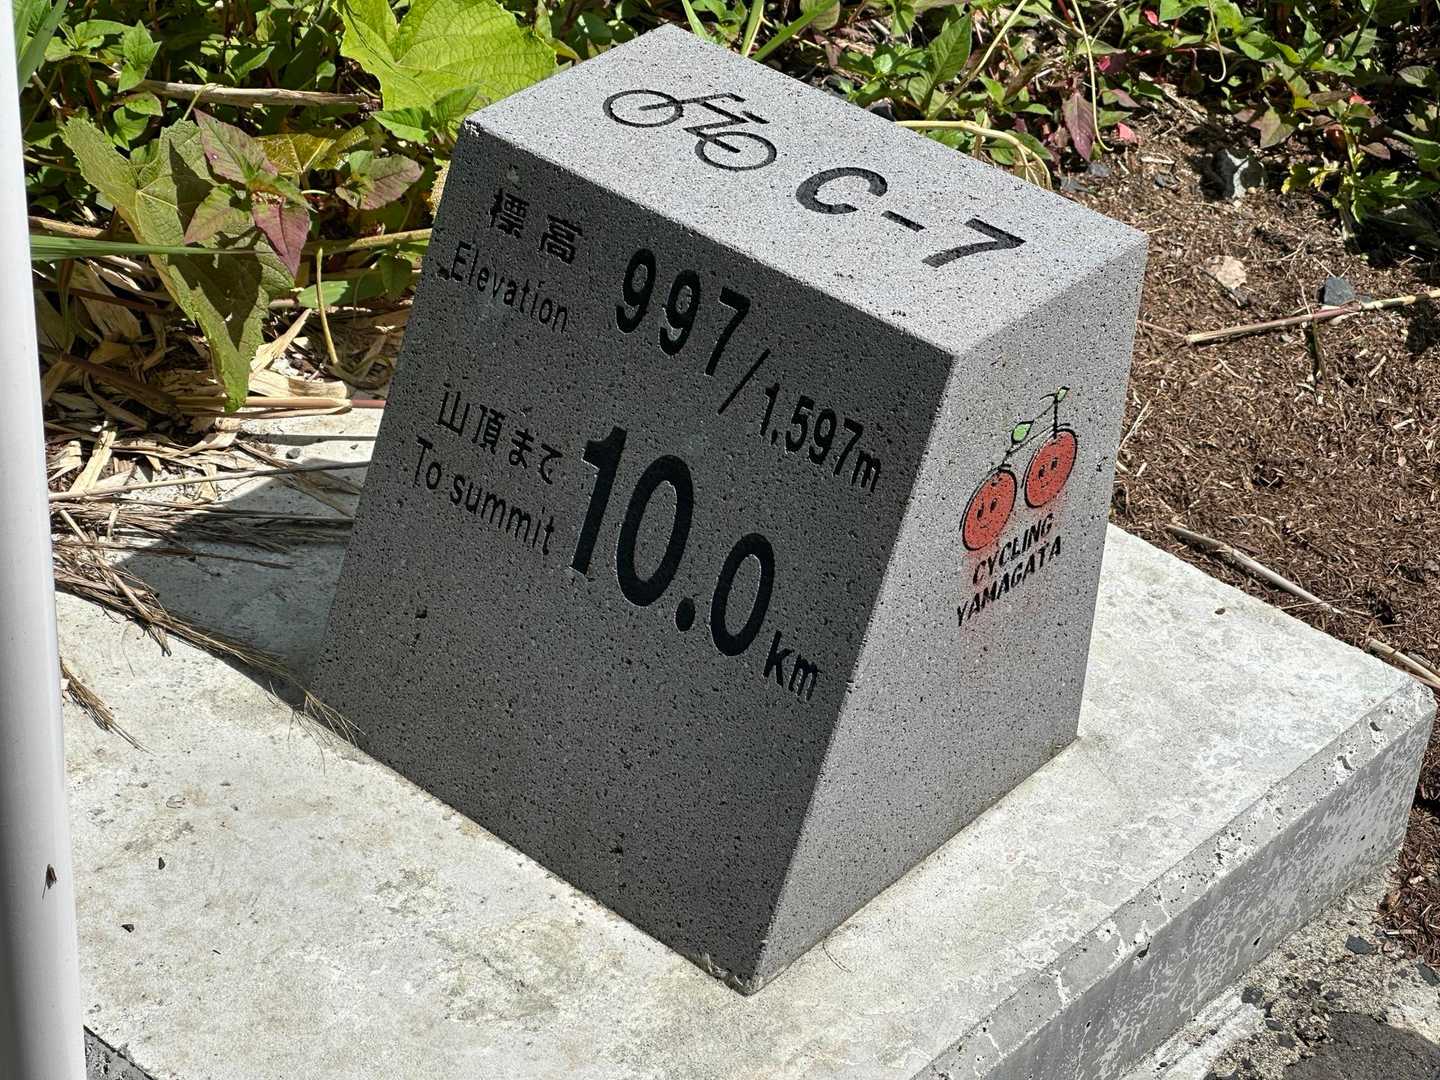 C-7
標高 997/1.597m
Elevation
山頂まで 10.0km
To summit
CYCLING
YAMAGATA